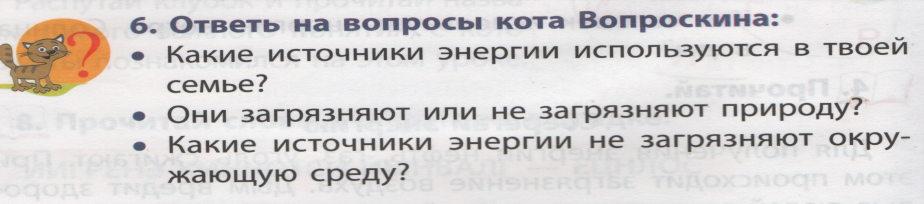 6. Ответь на вопросы кота Вопроскина:
• Какие источники энергии используются в твоей
семье?
• Они загрязняют или не загрязняют природу?
• Какие источники энергии не загрязняют окру-
жающую среду?
?